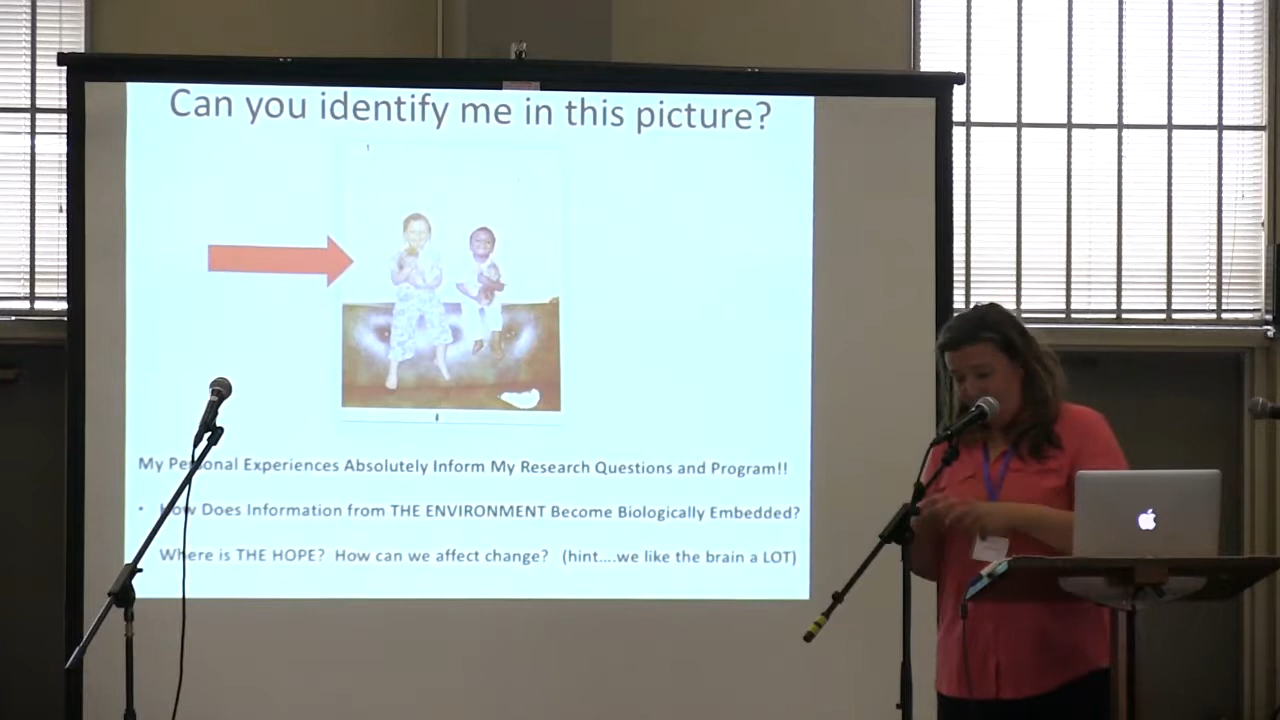 Can you identify me in this picture?
My Personal Experiences Absolutely Inform My Research Questions and Program!!
• How Does Information from THE ENVIRONMENT Become Biologically Embedded?
Where is THE HOPE? How can we affect change? (hint....we like the brain a LOT)